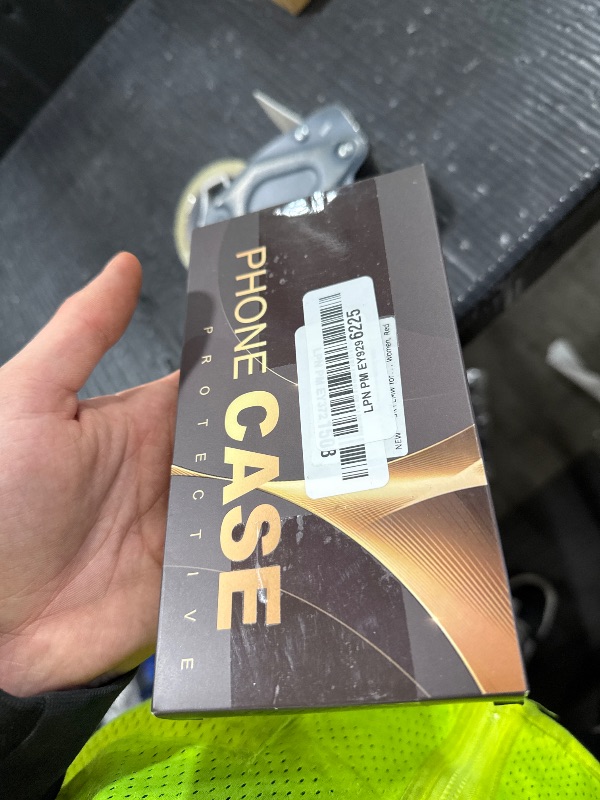 PHONE CASE
PROTECTIVE
LPN PM EY929 6225
NEW
women, Red